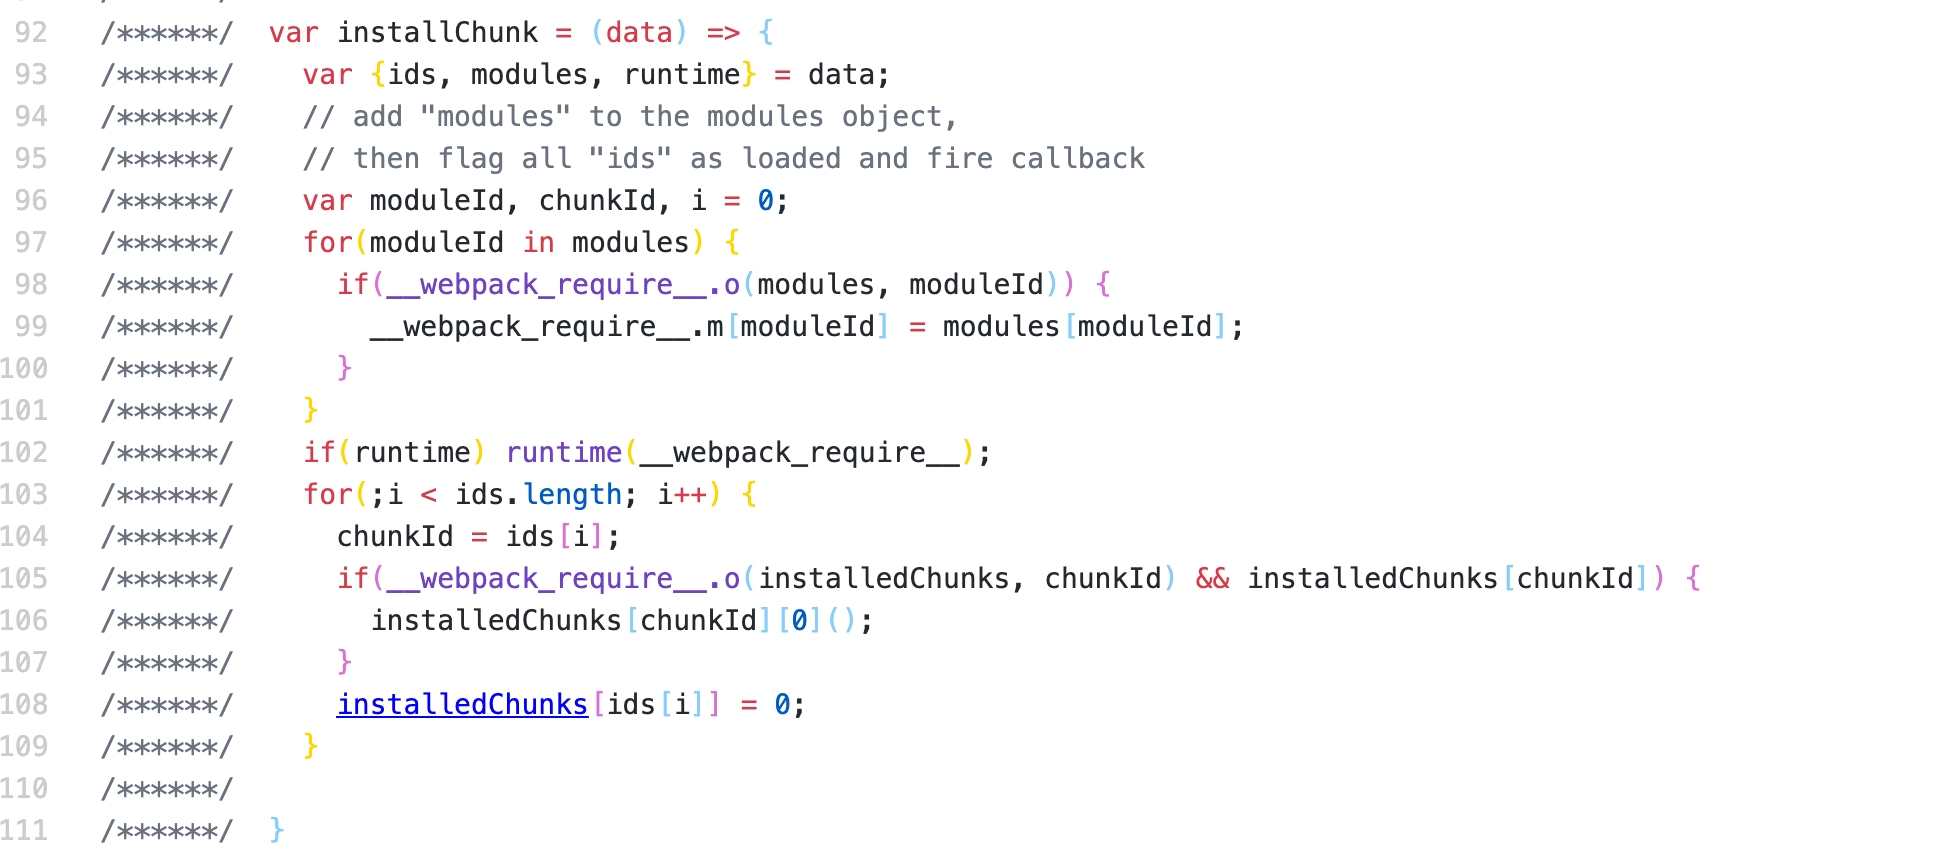 92 /******/ var installChunk = (data) => {
93 /******/ var {ids, modules, runtime} = data;
94 /******/ // add "modules" to the modules object,
95 /******/ // then flag all "ids" as loaded and fire callback
96 /******/ var moduleId, chunkId, i = 0;
97 /******/ for(moduleId in modules) {
98 /******/ if(__webpack_require__.o(modules, moduleId)) {
99 /******/ __webpack_require__.m[moduleId] = modules[moduleId];
100 /******/ }
101 /******/ }
102 /******/ if(runtime) runtime(__webpack_require__);
103 /******/ for(;i < ids.length; i++) {
104 /******/ chunkId = ids[i];
105 /******/ if(__webpack_require__.o(installedChunks, chunkId) && installedChunks[chunkId]) {
106 /******/ installedChunks[chunkId][0]();
107 /******/ }
108 /******/ installedChunks[ids[i]] = 0;
109 /******/ }
110 /******/
111 /******/ }